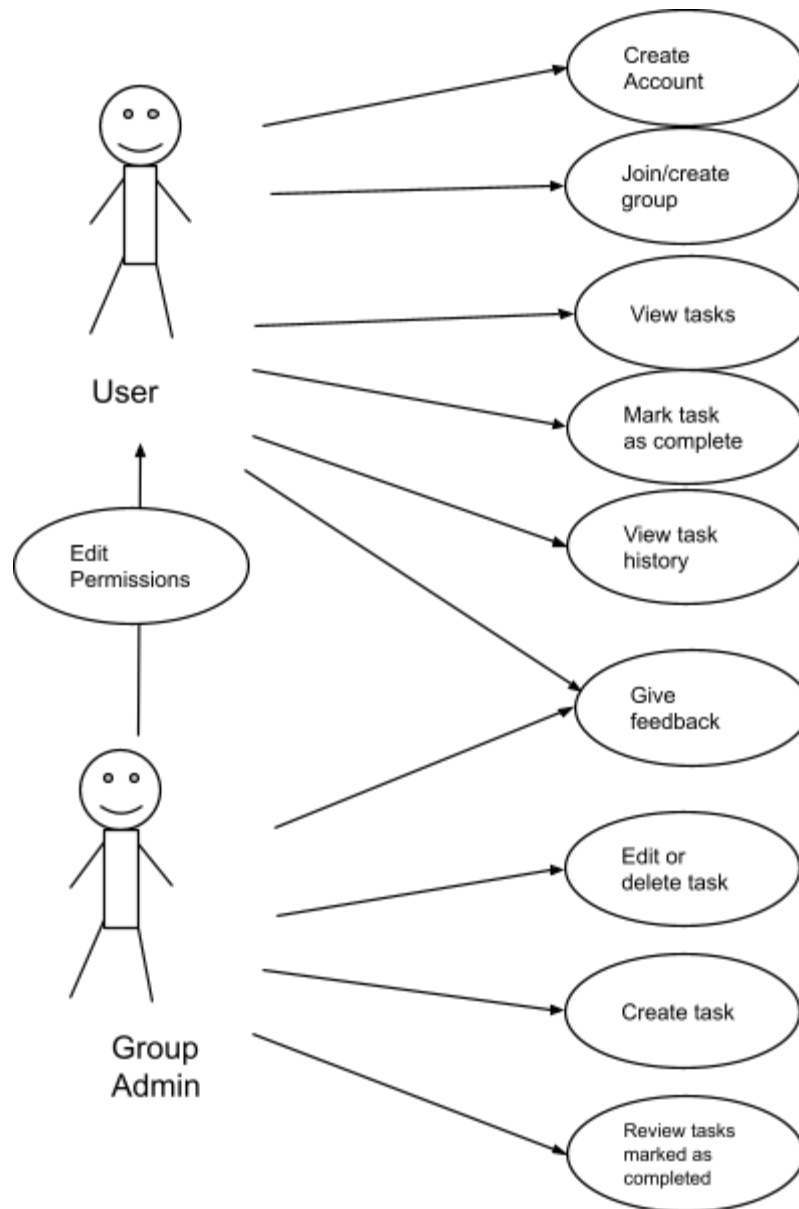 Create
Account
Join/create
group
View tasks
User
Mark task
as complete
Edit
Permissions
View task
history
Give
feedback
Edit or
delete task
Create task
Group
Admin
Review tasks
marked as
completed